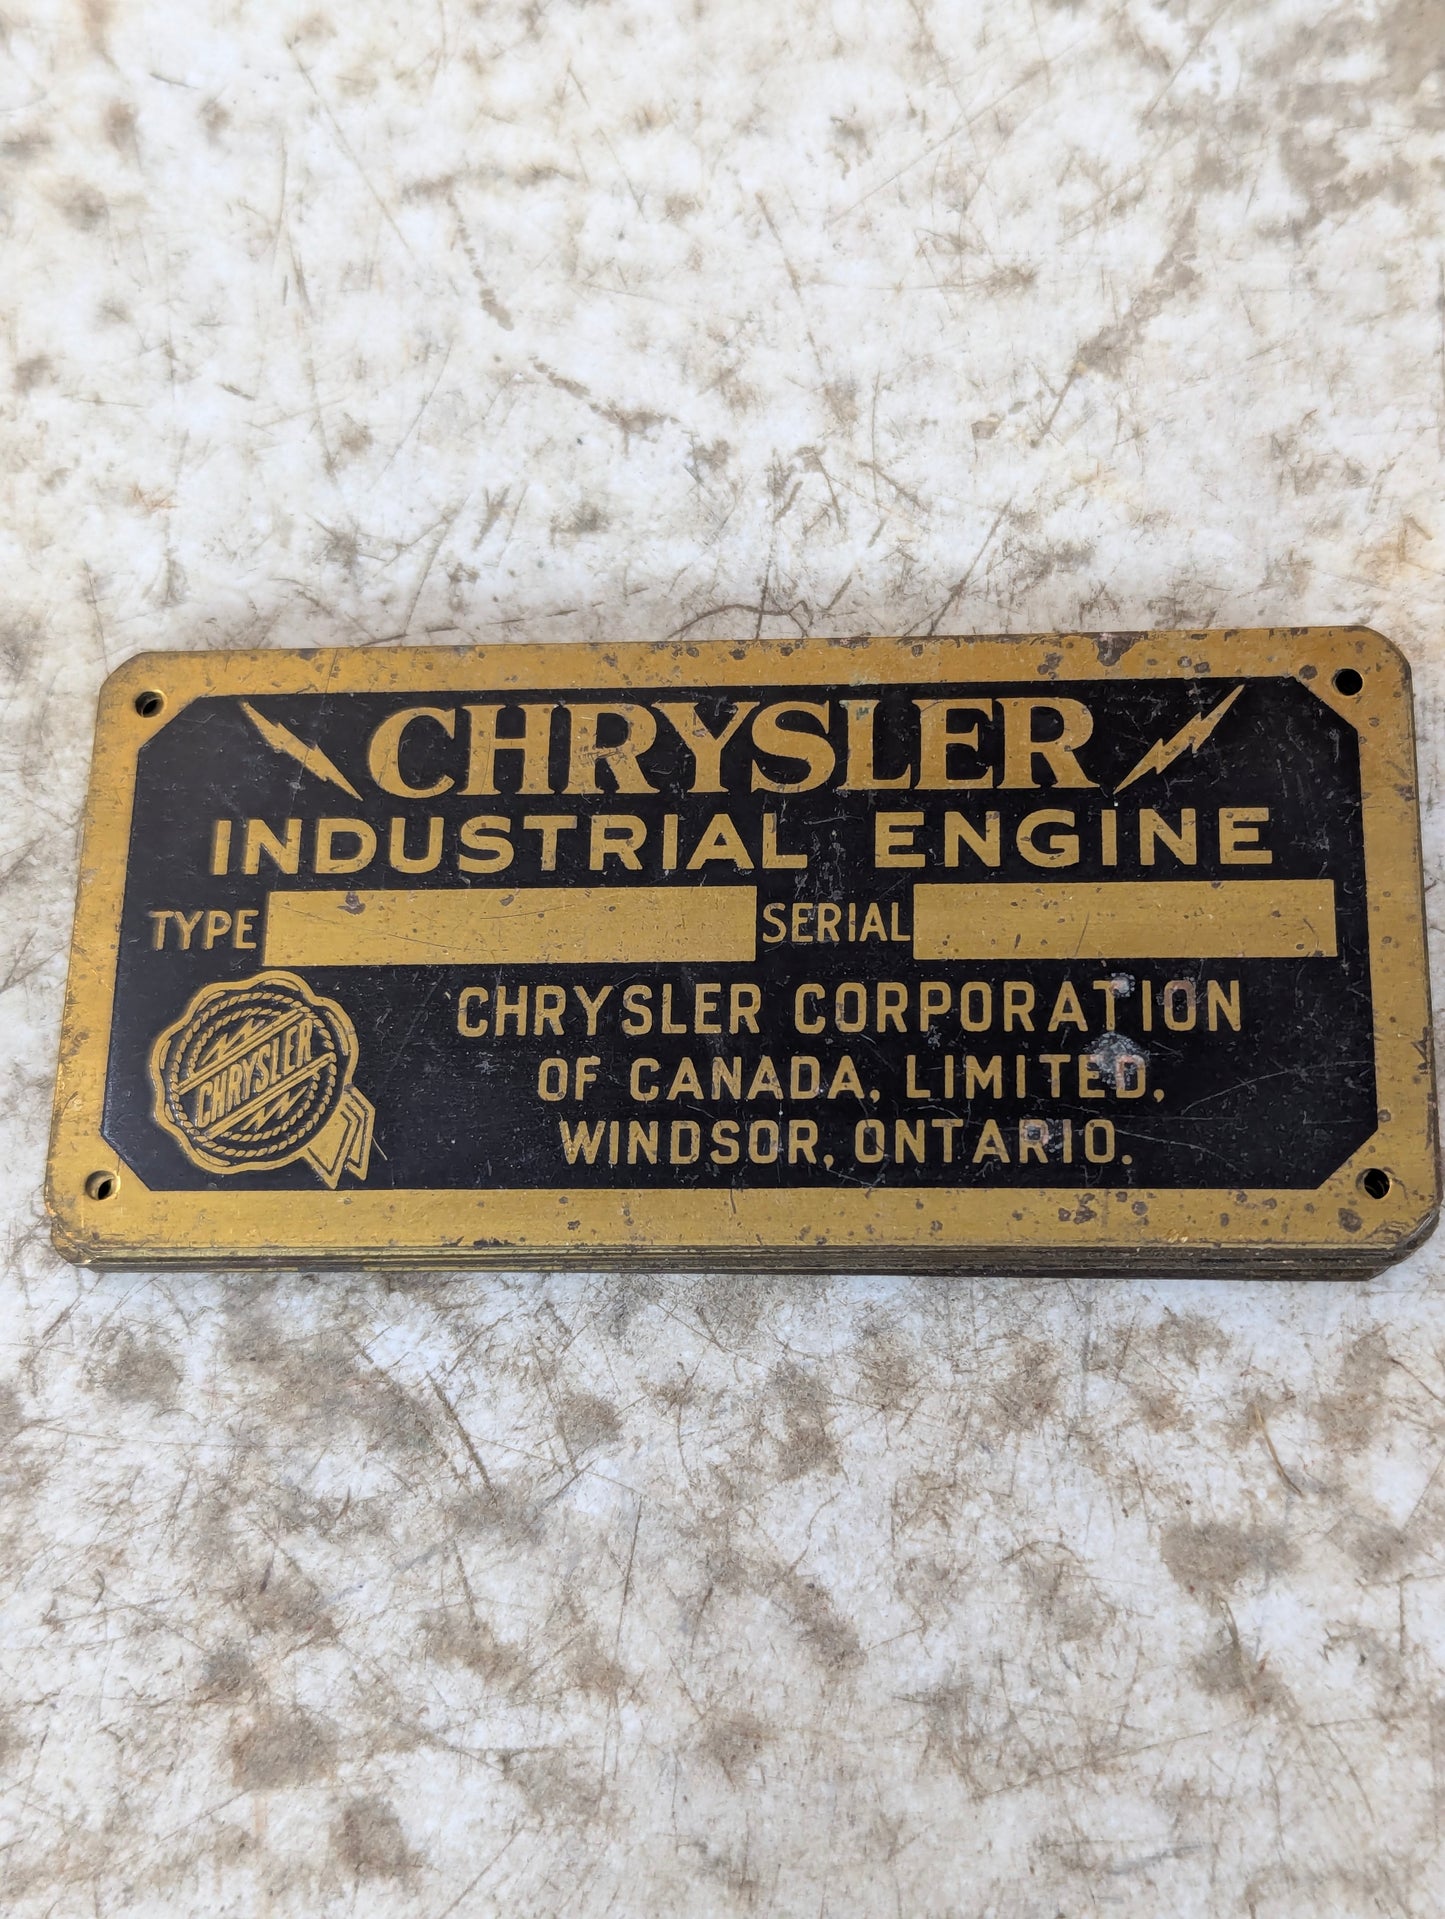 CHRYSLER
INDUSTRIAL ENGINE
TYPE SERIAL
CHRYSLER CORPORATION
OF CANADA, LIMITED,
WINDSOR, ONTARIO.
CHRYSLER